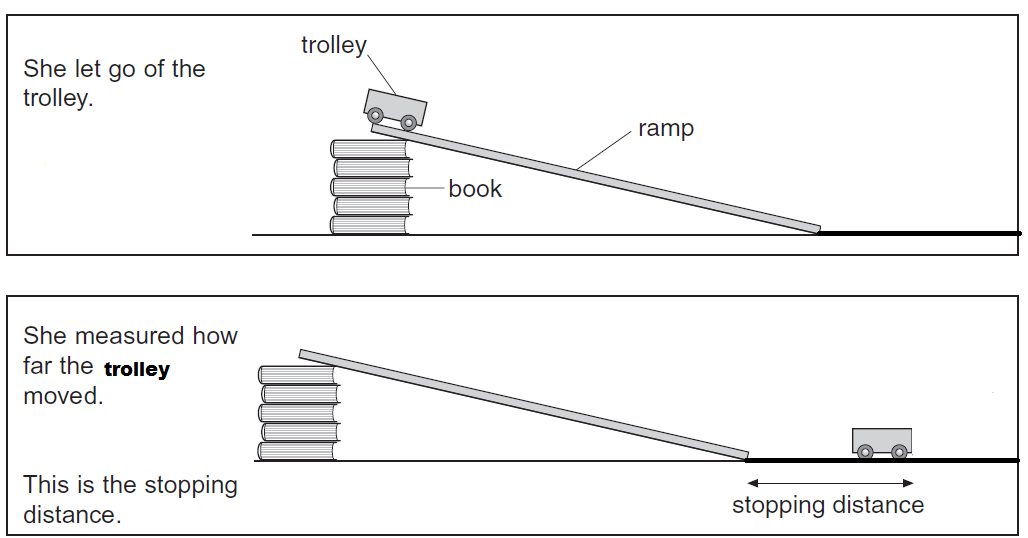 She let go of the
trolley.
trolley
ramp
book
She measured how
far the trolley
moved.
This is the stopping
distance.
stopping distance